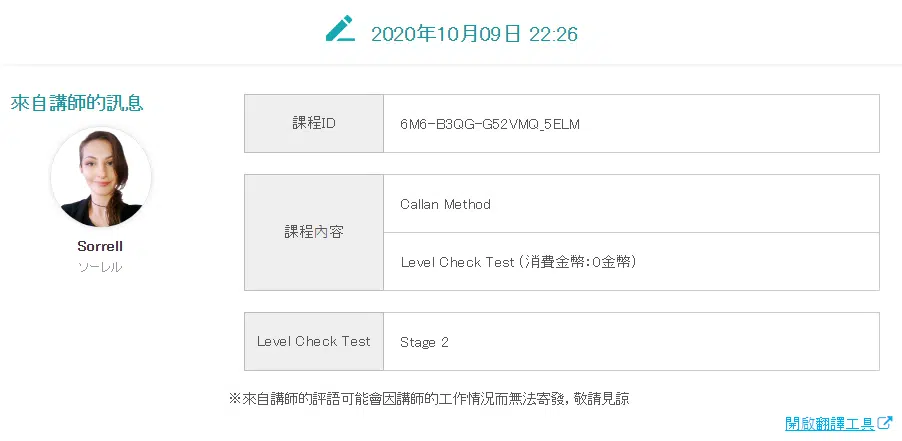 2020年10月09日 22:26
來自講師的訊息
Sorrell
ソーレル
課程ID
6M6-B3QG-G52VMQ_5ELM
課程內容
Callan Method
Level Check Test (消費金幣:0金幣)
Level Check Test
Stage 2
※來自講師的評語可能會因講師的工作情況而無法寄發, 敬請見諒
開啟翻譯工具